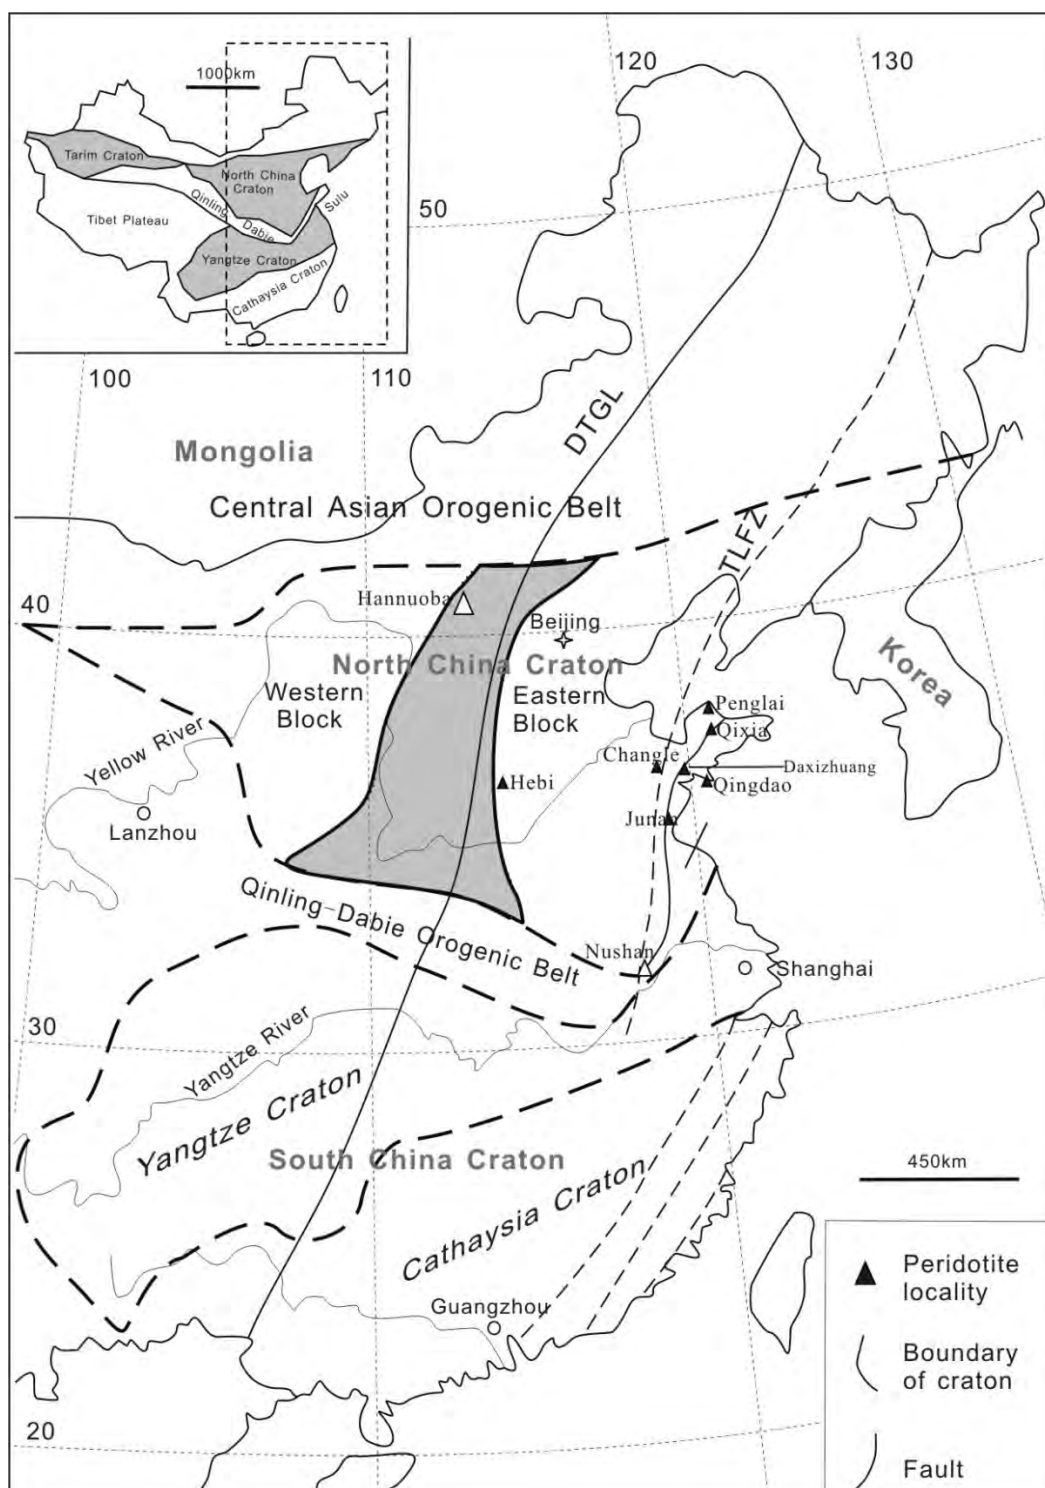 1000km
Tarim Craton
North China
Craton
Qinling
Dabie
Sulu
Tibet Plateau
Yangtze Craton
Cathaysia Craton
120
130
50
100
110
DTGL
Mongolia
Central Asian Orogenic Belt
TLFZ
40
Hannuoba
Beijing
North China Craton
Korea
Western
Block
Eastern
Block
Penglai
Qixia
Yellow River
Changle
Daxizhuang
Hebi
Qingdao
Lanzhou
Junan
Qinling-Dabie Orogenic Belt
Nushan
Shanghai
30
Yangtze River
Yangtze Craton
South China Craton
450km
Cathaysia Craton
Guangzhou
Peridotite
locality
Boundary
of craton
20
Fault